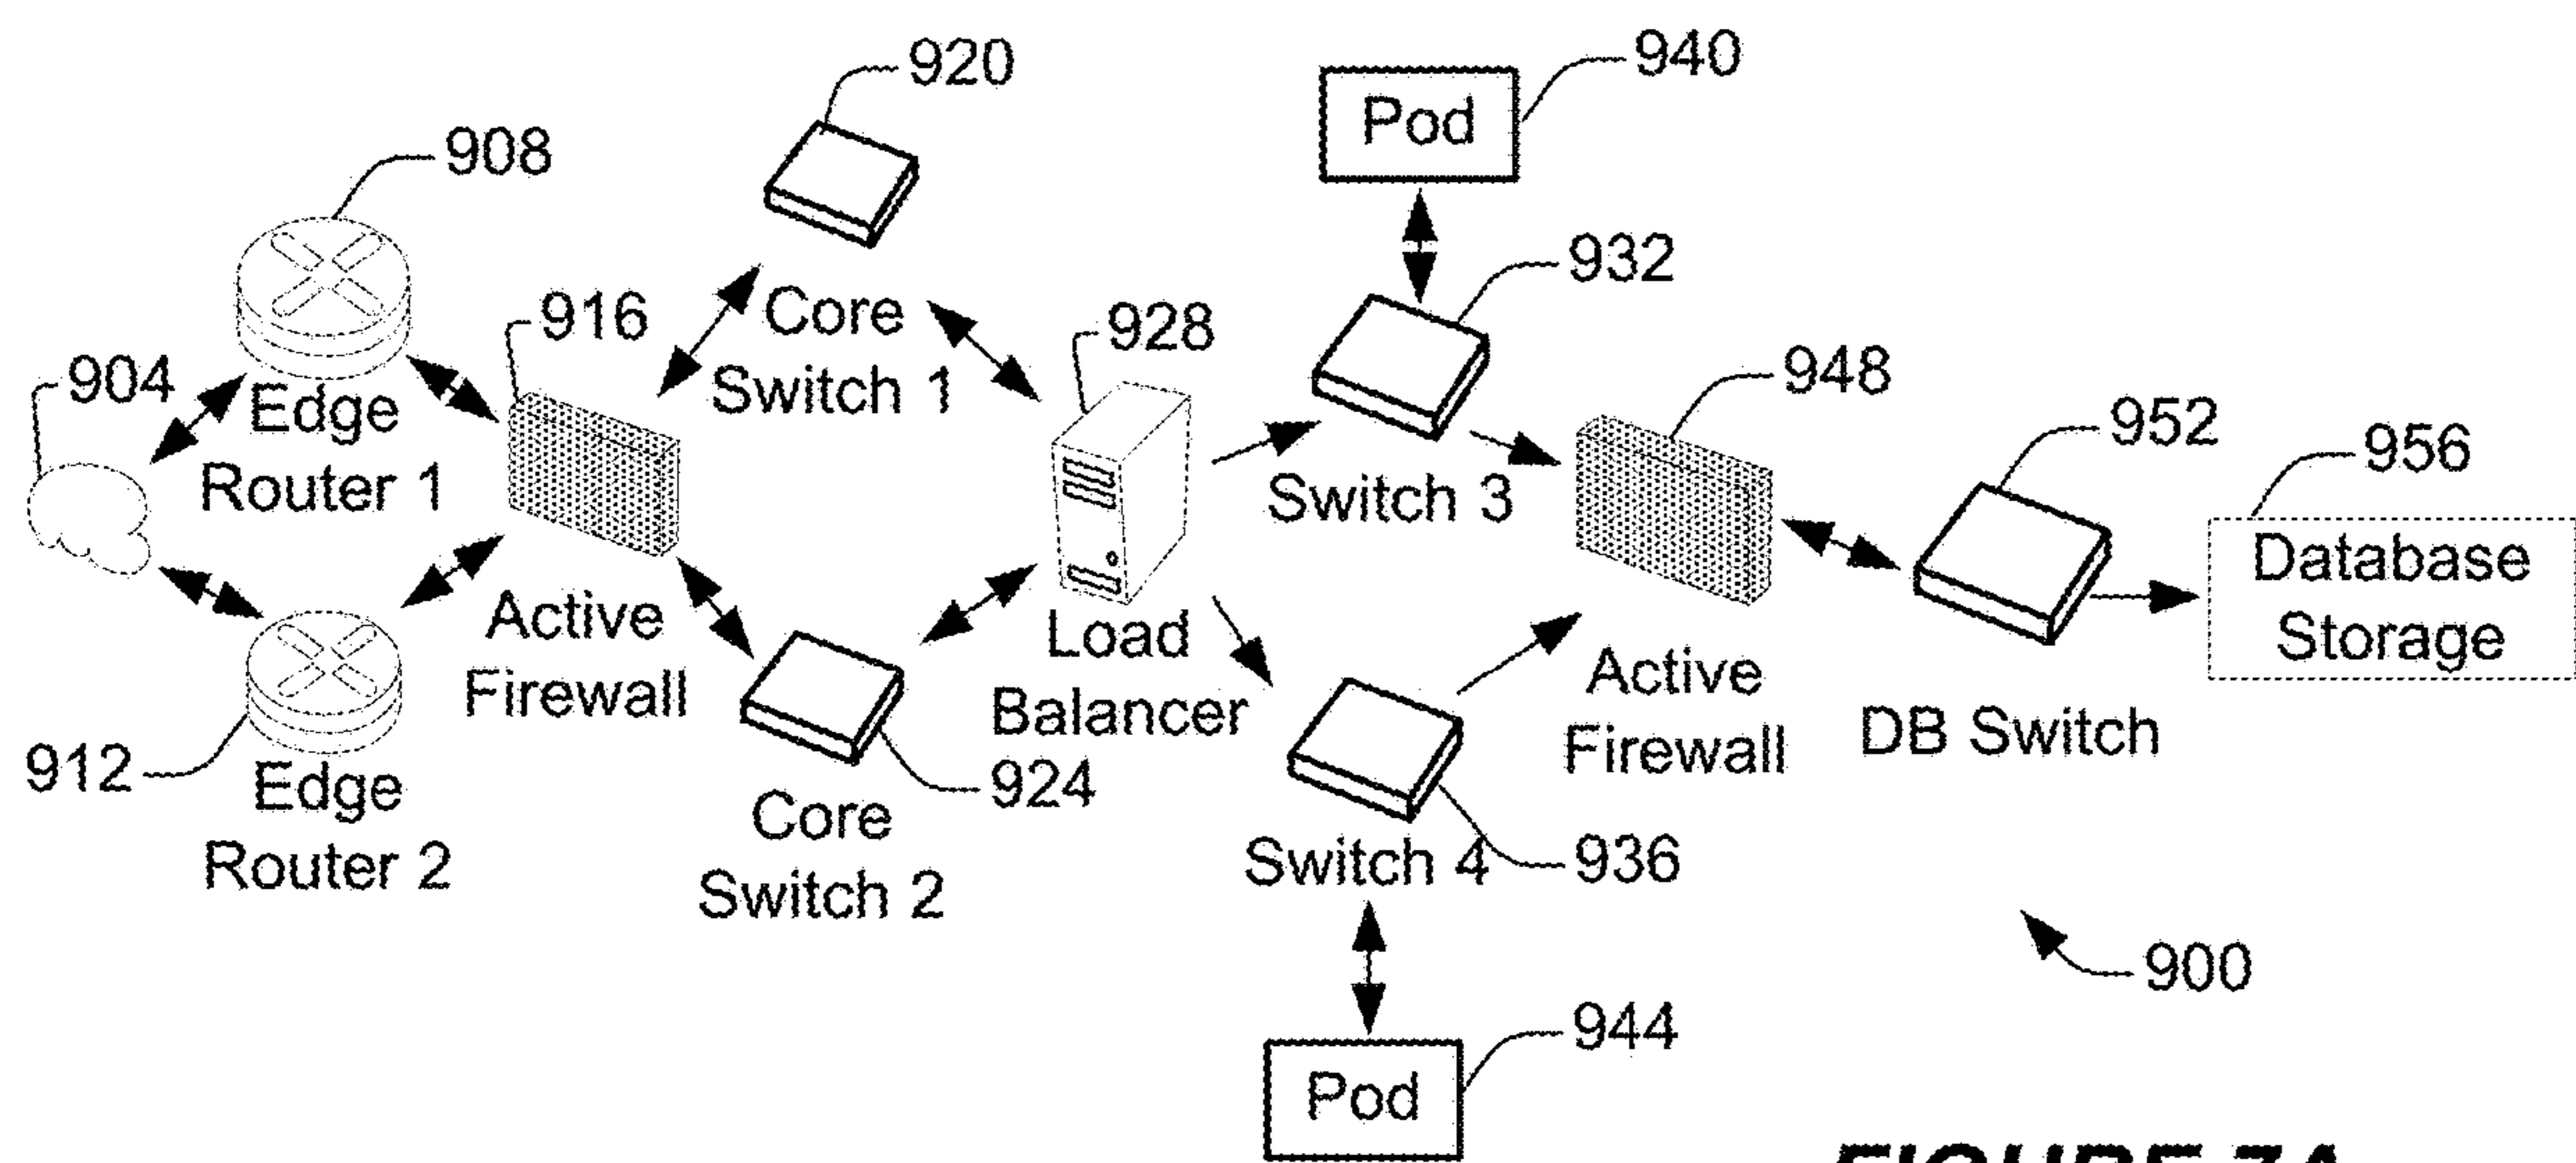 920
940
Pod
908
932
916
Core
Switch 1
928
948
904
Edge
Router 1
952
956
Switch 3
Database
Storage
Active
Firewall
Load
Balancer
Active
Firewall
DB Switch
912
Edge
Router 2
924
Core
Switch 2
Switch 4
936
900
944
Pod
FIGURE 7A